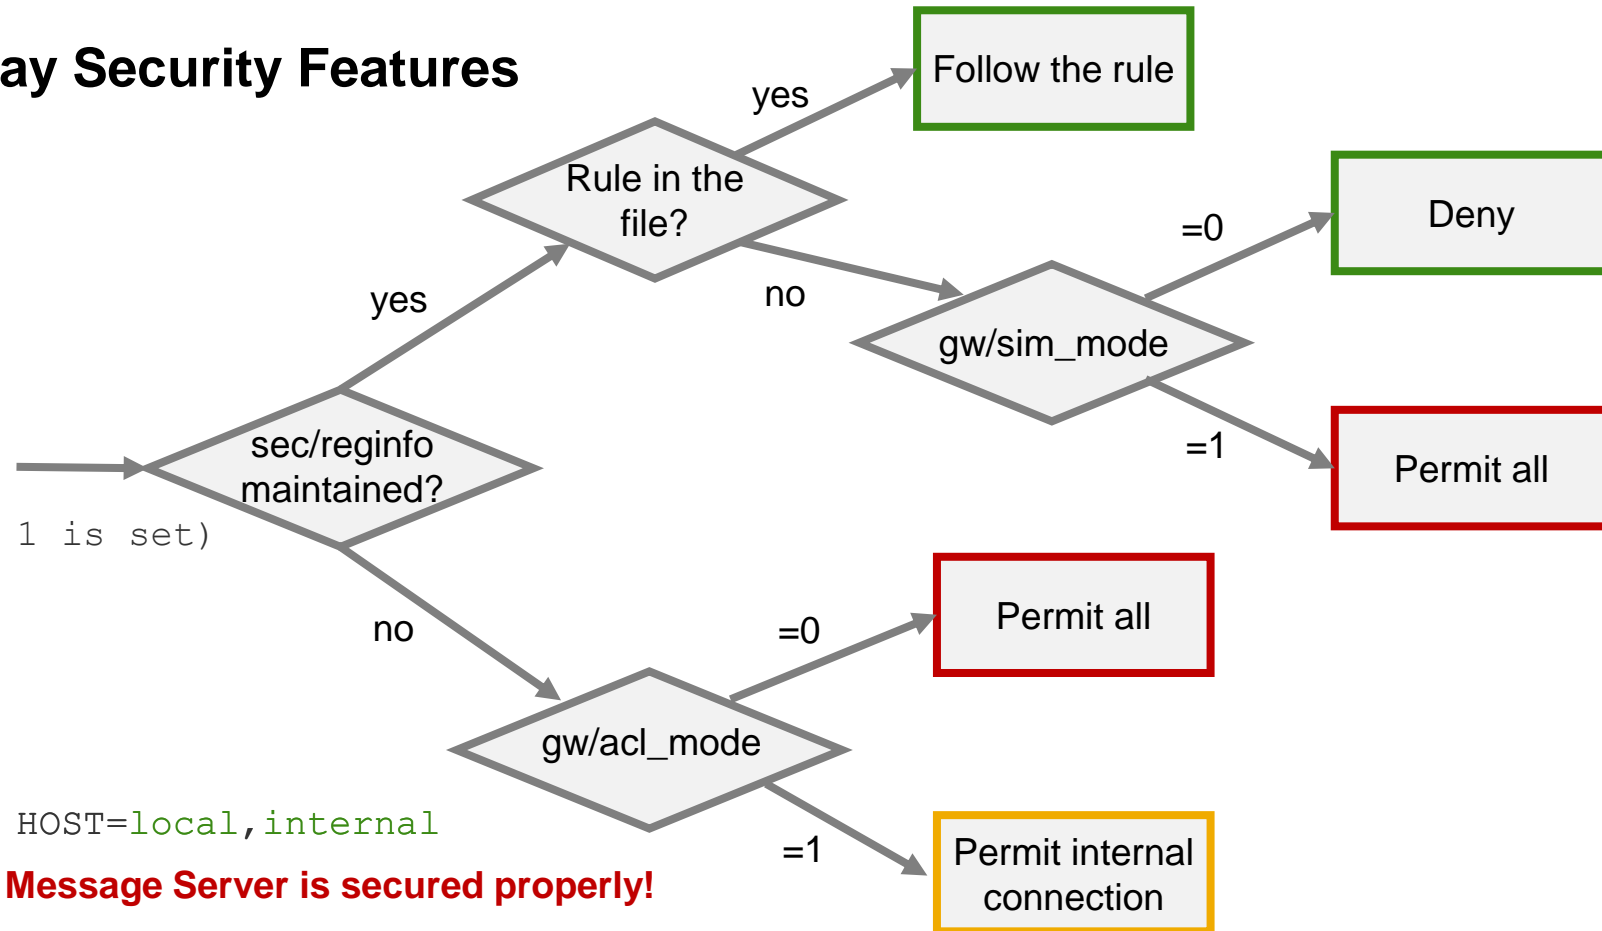 ay Security Features
Follow the rule
yes
Rule in the
file?
Deny
=0
yes
no
gw/sim_mode
sec/reginfo
maintained?
=1
Permit all
1 is set)
Permit all
no
=0
gw/acl_mode
HOST=local,internal
=1
Permit internal
connection
Message Server is secured properly!